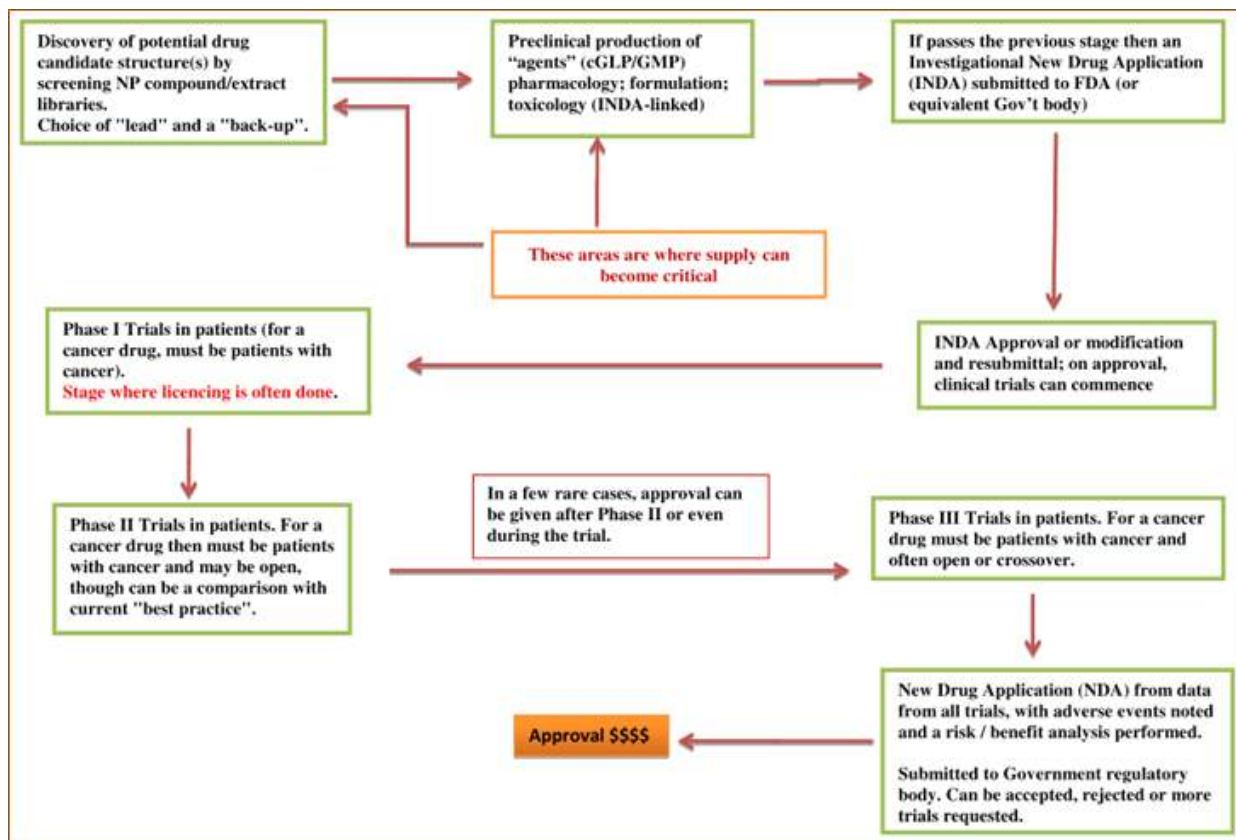 Discovery of potential drug
candidate structure(s) by
screening NP compound/extract
libraries.
Choice of "lead" and a "back-up".
Preclinical production of
“agents” (cGLP/GMP)
pharmacology; formulation;
toxicology (INDA-linked)
If passes the previous stage then an
Investigational New Drug Application
(INDA) submitted to FDA (or
equivalent Gov’t body)
These areas are where supply can
become critical
Phase I Trials in patients (for a
cancer drug, must be patients with
cancer).
Stage where licencing is often done.
INDA Approval or modification
and resubmittal; on approval,
clinical trials can commence
Phase II Trials in patients. For a
cancer drug then must be patients
with cancer and may be open,
though can be a comparison with
current "best practice".
In a few rare cases, approval can
be given after Phase II or even
during the trial.
Phase III Trials in patients. For a cancer
drug must be patients with cancer and
often open or crossover.
New Drug Application (NDA) from data
from all trials, with adverse events noted
and a risk / benefit analysis performed.
Submitted to Government regulatory
body. Can be accepted, rejected or more
trials requested.
Approval $$$$